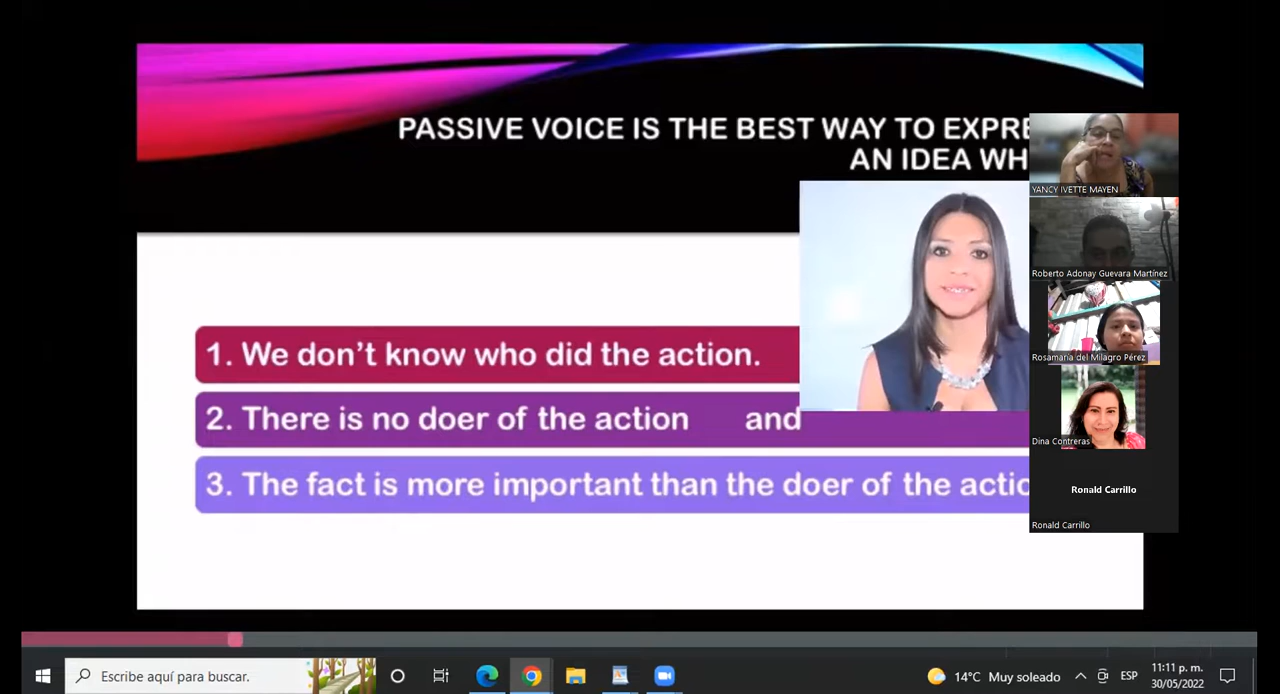 PASSIVE VOICE IS THE BEST WAY TO EXPRE
AN IDEA WH
1. We don't know who did the action.
2. There is no doer of the action and
3. The fact is more important than the doer of the actio
YANCY IVETTE MAYEN
Roberto Adonay Guevara Martínez
Rosamaría del Milagro Pérez
Dina Contreras
Ronald Carrillo
Ronald Carrillo
Escribe aquí para buscar.
14°C Muy soleado
ESP
11:11 p. m.
30/05/2022